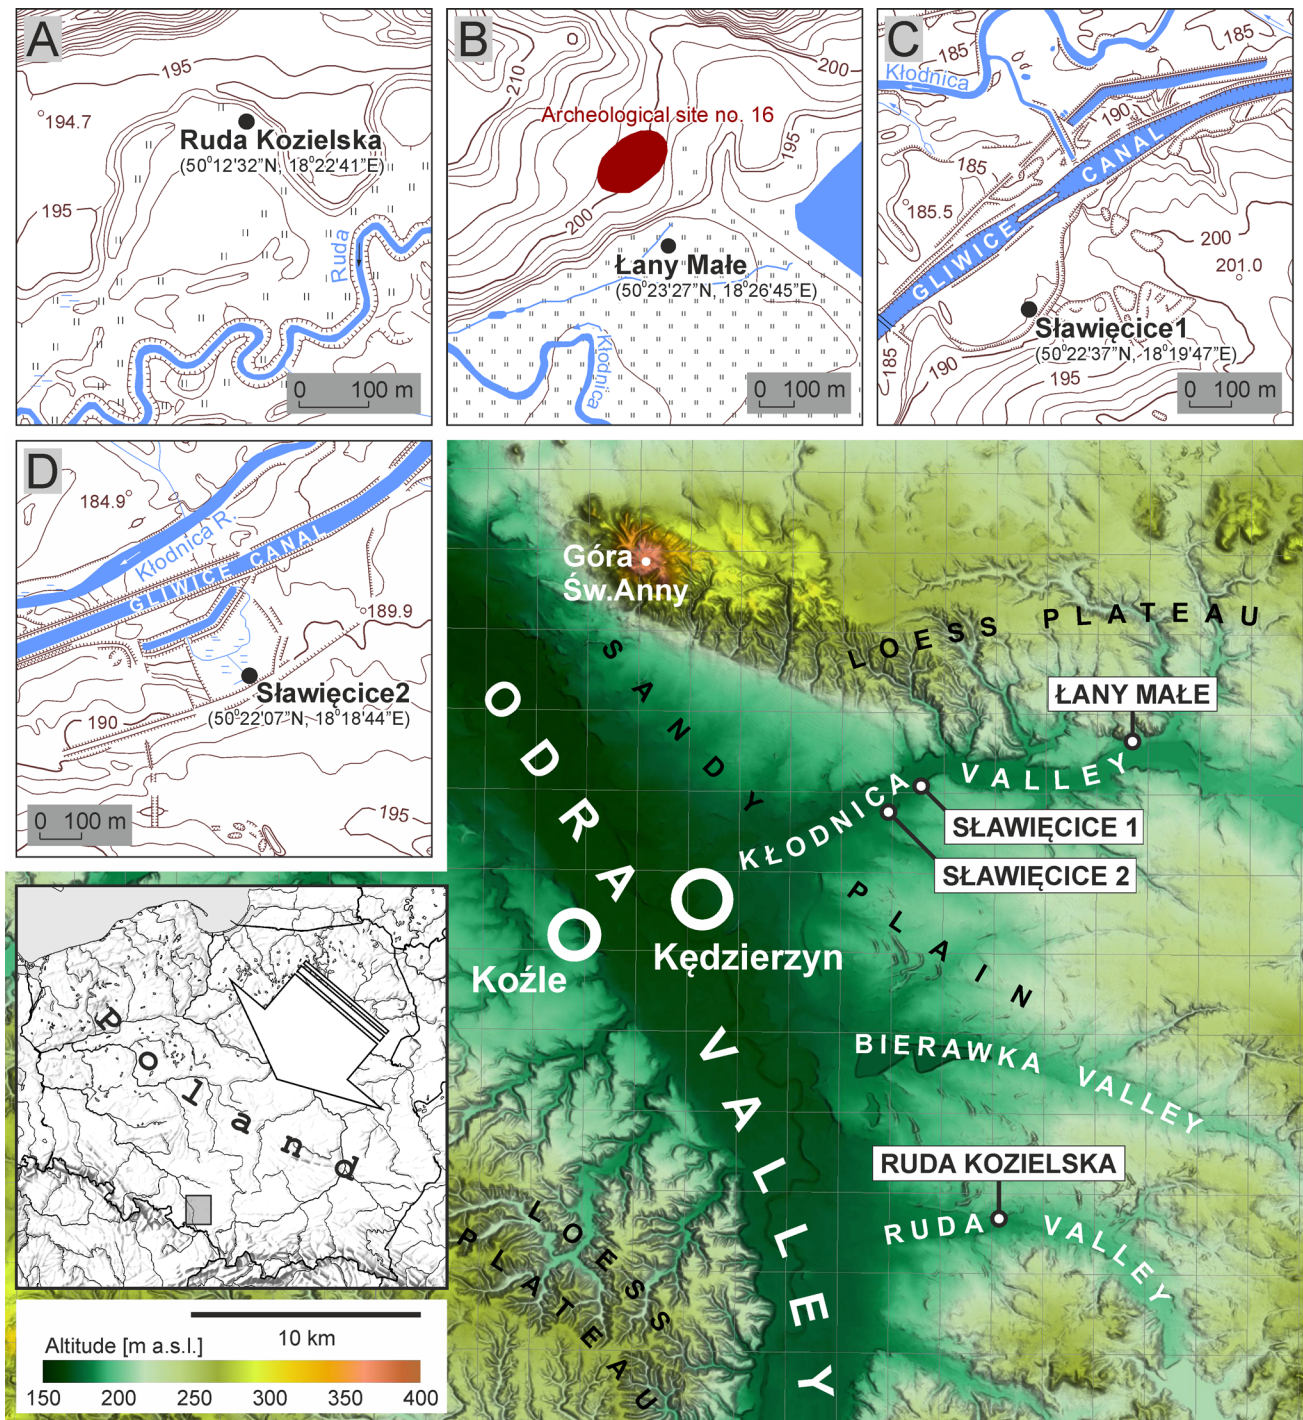 A
195
194.7
Ruda Kozielska
(50°12'32"N, 18°22'41"E)
195
Ruda
0 100 m
B
210
200
Archeological site no. 16
195
200
Łany Małe
(50°23'27"N, 18°26'45"E)
Kłodnica
0 100 m
C
185
185
Kłodnica
190
185
185.5
GLIWICE CANAL
200
201.0
Sławięcice1
(50°22'37"N, 18°19'47"E)
185
190
195
0 100 m
D
184.9
Kłodnica R.
GLIWICE CANAL
189.9
Sławięcice2
(50°22'07"N, 18°18'44"E)
190
195
0 100 m
Góra
Św.Anny
LOESS PLATEAU
SANDY PLAIN
ŁANY MAŁE
ODRA VALLEY
KŁODNICA VALLEY
SŁAWIĘCICE 1
SŁAWIĘCICE 2
Kędzierzyn
Koźle
BIERAWKA VALLEY
RUDA KOZIELSKA
RUDA VALLEY
LOESS
PLATEAU
Poland
10 km
Altitude [m a.s.l.]
150 200 250 300 350 400